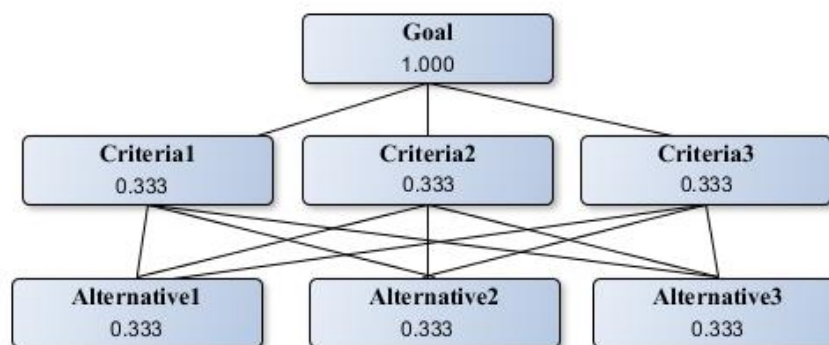 Goal
1.000
Criteria1
0.333
Criteria2
0.333
Criteria3
0.333
Alternative1
0.333
Alternative2
0.333
Alternative3
0.333